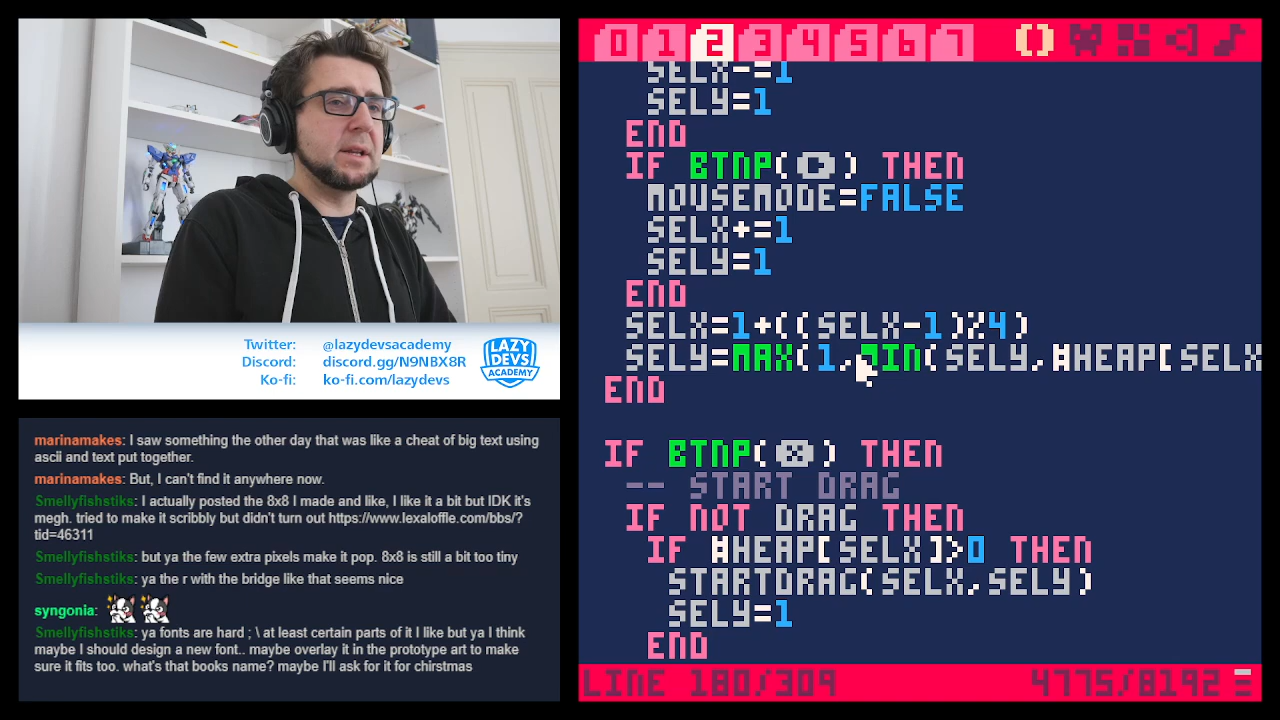 Twitter: @lazydevsacademy
Discord: discord.gg/N9NBX8R
Ko-fi: ko-fi.com/lazydevs
LAZY
DEVS
ACADEMY
marinamakes: I saw something the other day that was like a cheat of big text using
ascii and text put together.
marinamakes: But, I can't find it anywhere now.
Smellyfishstiks: I actually posted the 8x8 I made and like, I like it a bit but IDK it's
megh. tried to make it scribbly but didn't turn out https://www.lexaloffle.com/bbs/?
tid=46311
Smellyfishstiks: but ya the few extra pixels make it pop. 8x8 is still a bit too tiny
Smellyfishstiks: ya the r with the bridge like that seems nice
syngonia:
Smellyfishstiks: ya fonts are hard ; \ at least certain parts of it I like but ya I think
maybe I should design a new font.. maybe overlay it in the prototype art to make
sure it fits too. what's that books name? maybe I'll ask for it for chirstmas
0 1 2 3 4 5 6 7 ()
SELX-=1
SELY=1
END
IF BTNP(▶) THEN
MOUSEMODE=FALSE
SELX+=1
SELY=1
END
SELX=1+((SELX-1)%4)
SELY=MAX(1,MIN(SELY,#HEAP[SELX
END
IF BTNP(❎) THEN
-- START DRAG
IF NOT DRAG THEN
IF #HEAP[SELX]>0 THEN
STARTDRAG(SELX,SELY)
SELY=1
END
LINE 180/309 4775/8192